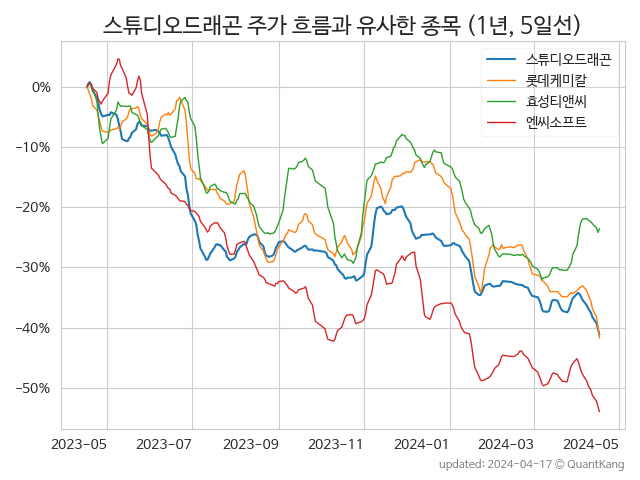 스튜디오드래곤 주가 흐름과 유사한 종목 (1년, 5일선)
스튜디오드래곤
롯데케미칼
효성티앤씨
엔씨소프트
0%
−10%
−20%
−30%
−40%
−50%
2023-05 2023-07 2023-09 2023-11 2024-01 2024-03 2024-05
updated: 2024-04-17 © QuantKang